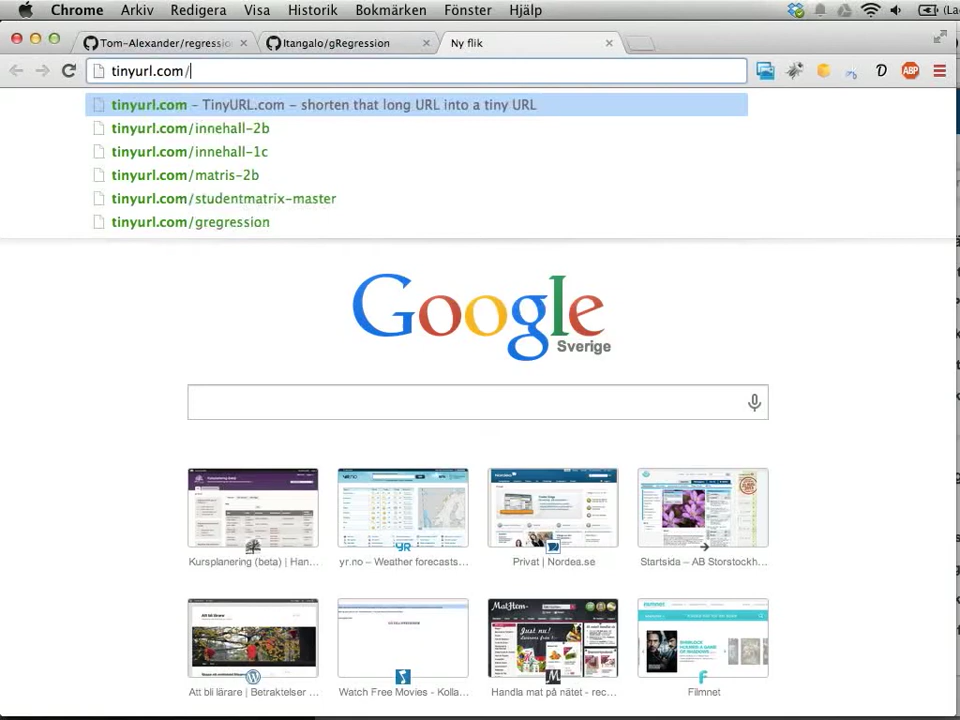 Chrome Arkiv Redigera Visa Historik Bokmärken Fönster Hjälp
Tom-Alexander/regressio
Itangalo/gRegression
Ny flik
tinyurl.com/
ABP
tinyurl.com – TinyURL.com – shorten that long URL into a tiny URL
tinyurl.com/innehall-2b
tinyurl.com/innehall-1c
tinyurl.com/matris-2b
tinyurl.com/studentmatrix-master
tinyurl.com/gregression
Google
Sverige
Kursplanering (beta) | Han...
yr.no – Weather forecasts...
Privat | Nordea.se
Startsida – AB Storstockh...
Att bli lärare | Betraktelser ...
Watch Free Movies - Kolla...
Handla mat på nätet - rec...
Filmnet